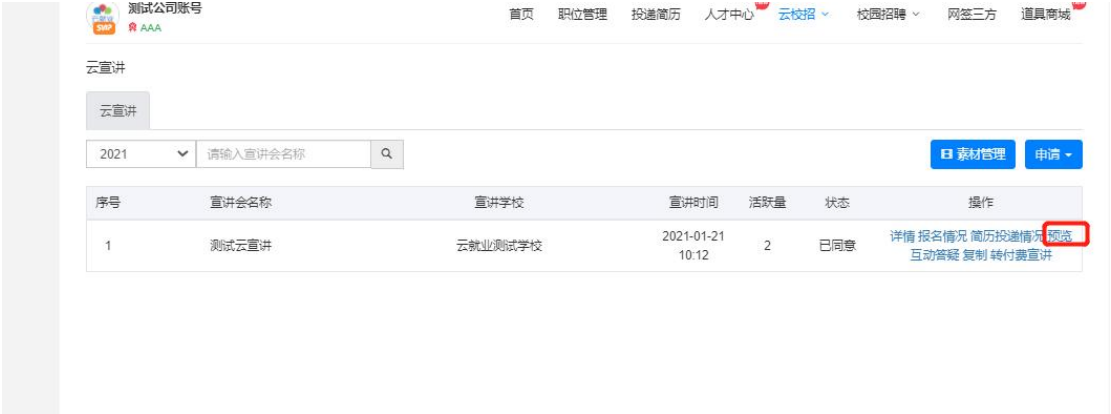 测试公司账号
AAA
首页 职位管理 投递简历 人才中心 云校招 校园招聘 网签三方 道具商城
云宣讲
云宣讲
2021 请输入宣讲会名称 素材管理 申请
序号 宣讲会名称 宣讲学校 宣讲时间 活跃量 状态 操作
1 测试云宣讲 云就业测试学校 2021-01-21 10:12 2 已同意 详情 报名情况 简历投递情况 预览
互动答疑 复制 转付费宣讲